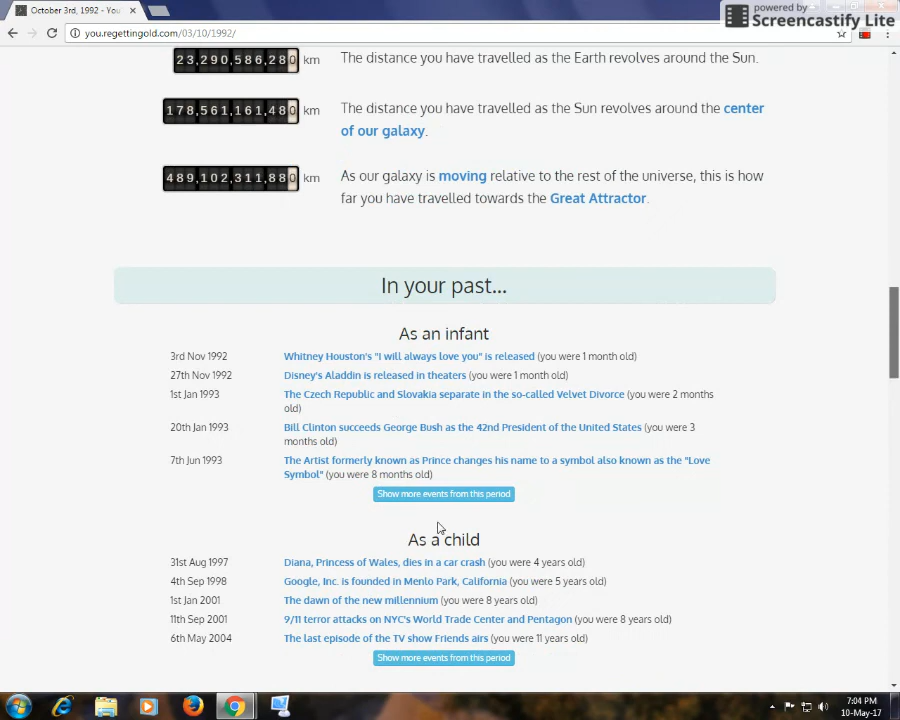 October 3rd, 1992 - You
powered by
Screencastify Lite
you.regettingold.com/03/10/1992/
23,290,586,280 km The distance you have travelled as the Earth revolves around the Sun.
178,561,161,480 km The distance you have travelled as the Sun revolves around the center
of our galaxy.
489,102,311,880 km As our galaxy is moving relative to the rest of the universe, this is how
far you have travelled towards the Great Attractor.
In your past...
As an infant
3rd Nov 1992 Whitney Houston's "I will always love you" is released (you were 1 month old)
27th Nov 1992 Disney's Aladdin is released in theaters (you were 1 month old)
1st Jan 1993 The Czech Republic and Slovakia separate in the so-called Velvet Divorce (you were 2 months
old)
20th Jan 1993 Bill Clinton succeeds George Bush as the 42nd President of the United States (you were 3
months old)
7th Jun 1993 The Artist formerly known as Prince changes his name to a symbol also known as the "Love
Symbol" (you were 8 months old)
Show more events from this period
As a child
31st Aug 1997 Diana, Princess of Wales, dies in a car crash (you were 4 years old)
4th Sep 1998 Google, Inc. is founded in Menlo Park, California (you were 5 years old)
1st Jan 2001 The dawn of the new millennium (you were 8 years old)
11th Sep 2001 9/11 terror attacks on NYC's World Trade Center and Pentagon (you were 8 years old)
6th May 2004 The last episode of the TV show Friends airs (you were 11 years old)
Show more events from this period
7:04 PM
10-May-17